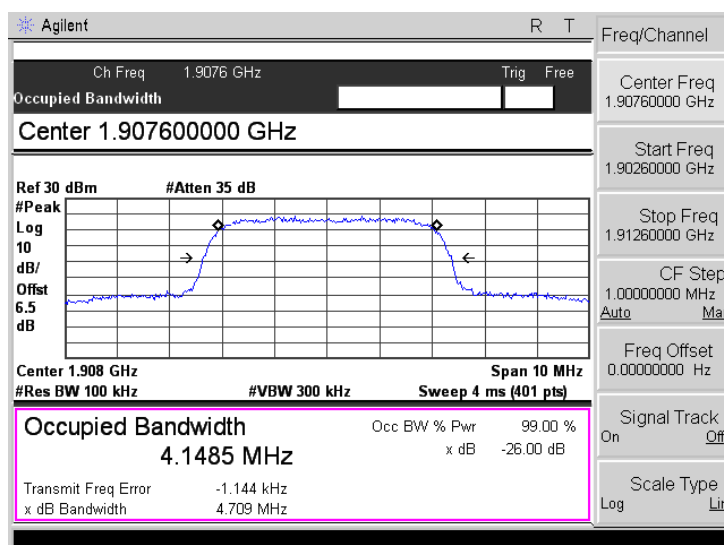 Agilent R T
Freq/Channel
Ch Freq 1.9076 GHz Trig Free
Occupied Bandwidth
Center 1.907600000 GHz
Ref 30 dBm #Atten 35 dB
#Peak
Log
10
dB/
Offst
6.5
dB
Center 1.908 GHz Span 10 MHz
#Res BW 100 kHz #VBW 300 kHz Sweep 4 ms (401 pts)
Occupied Bandwidth
4.1485 MHz
Occ BW % Pwr 99.00 %
x dB -26.00 dB
Transmit Freq Error -1.144 kHz
x dB Bandwidth 4.709 MHz
Center Freq
1.90760000 GHz
Start Freq
1.90260000 GHz
Stop Freq
1.91260000 GHz
CF Step
1.00000000 MHz
Auto Ma
Freq Offset
0.00000000 Hz
Signal Track
On Off
Scale Type
Log Lin